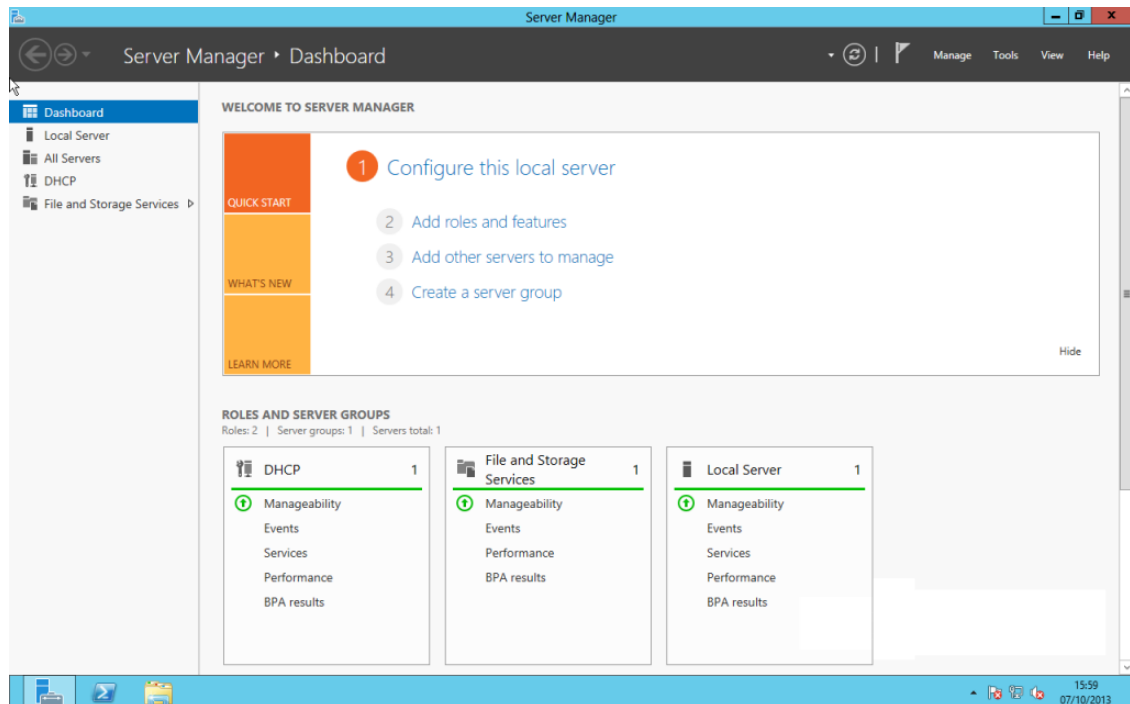 Server Manager
Server Manager ‣ Dashboard
Manage Tools View Help
Dashboard
Local Server
All Servers
DHCP
File and Storage Services
WELCOME TO SERVER MANAGER
QUICK START
WHAT'S NEW
LEARN MORE
1 Configure this local server
2 Add roles and features
3 Add other servers to manage
4 Create a server group
Hide
ROLES AND SERVER GROUPS
Roles: 2 | Server groups: 1 | Servers total: 1
DHCP 1
Manageability
Events
Services
Performance
BPA results
File and Storage
Services 1
Manageability
Events
Performance
BPA results
Local Server 1
Manageability
Events
Services
Performance
BPA results
15:59
07/10/2013